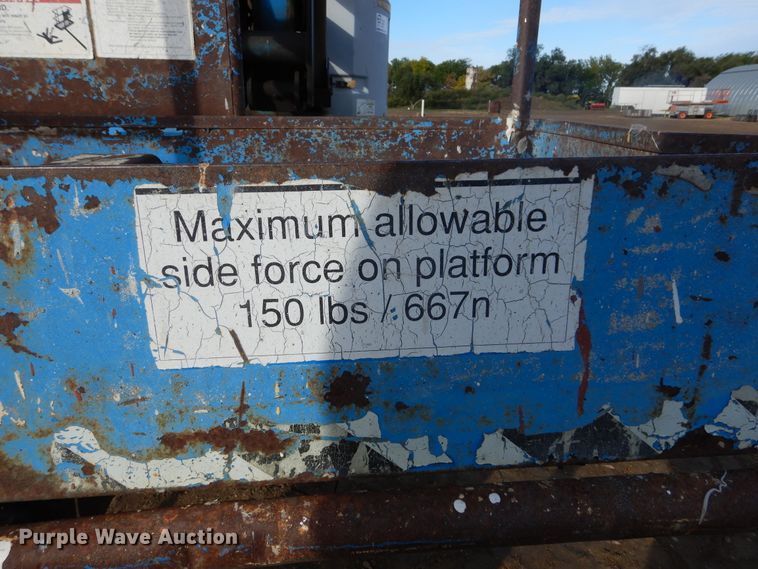 Maximum allowable
side force on platform
150 lbs / 667n
Purple Wave Auction